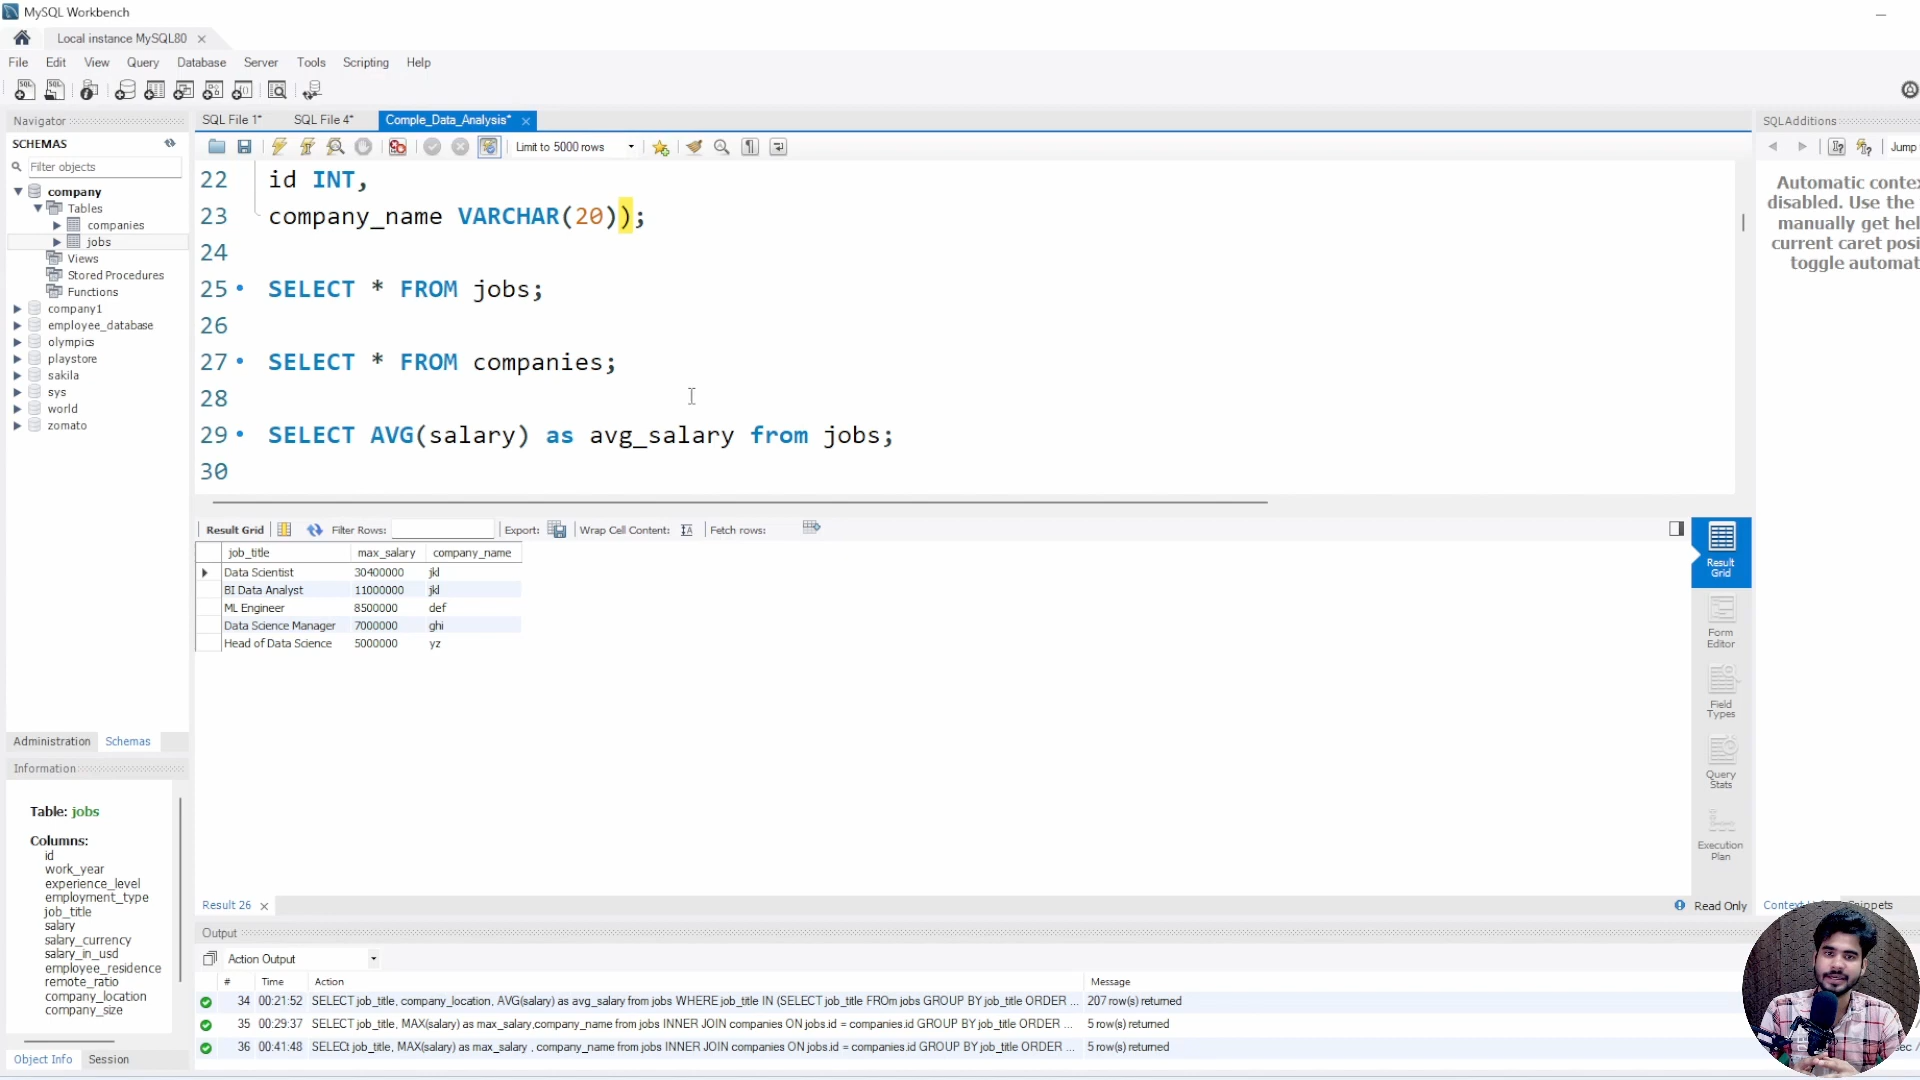 MySQL Workbench
Local instance MySQL80
File Edit View Query Database Server Tools Scripting Help
Navigator
SCHEMAS
Filter objects
company
Tables
companies
jobs
Views
Stored Procedures
Functions
company1
employee_database
olympics
playstore
sakila
sys
world
zomato
Administration Schemas
Information
Table: jobs
Columns:
id
work_year
experience_level
employment_type
job_title
salary
salary_currency
salary_in_usd
employee_residence
remote_ratio
company_location
company_size
Object Info Session
SQL File 1* SQL File 4* Comple_Data_Analysis*
Limit to 5000 rows
22 id INT,
23 company_name VARCHAR(20));
24
25 SELECT * FROM jobs;
26
27 SELECT * FROM companies;
28
29 SELECT AVG(salary) as avg_salary from jobs;
30
Result Grid Filter Rows: Export: Wrap Cell Content: Fetch rows:
job_title max_salary company_name
Data Scientist 30400000 jkl
BI Data Analyst 11000000 jkl
ML Engineer 8500000 def
Data Science Manager 7000000 ghi
Head of Data Science 5000000 yz
Result Grid
Form Editor
Field Types
Query Stats
Execution Plan
Result 26
Read Only
Output
Action Output
# Time Action Message
34 00:21:52 SELECT job_title, company_location, AVG(salary) as avg_salary from jobs WHERE job_title IN (SELECT job_title FROm jobs GROUP BY job_title ORDER ... 207 row(s) returned
35 00:29:37 SELECT job_title, MAX(salary) as max_salary,company_name from jobs INNER JOIN companies ON jobs.id = companies.id GROUP BY job_title ORDER ... 5 row(s) returned
36 00:41:48 SELECt job_title, MAX(salary) as max_salary , company_name from jobs INNER JOIN companies ON jobs.id = companies.id GROUP BY job_title ORDER ... 5 row(s) returned
SQLAdditions
Jump
Automatic contex
disabled. Use the
manually get hel
current caret posi
toggle automat